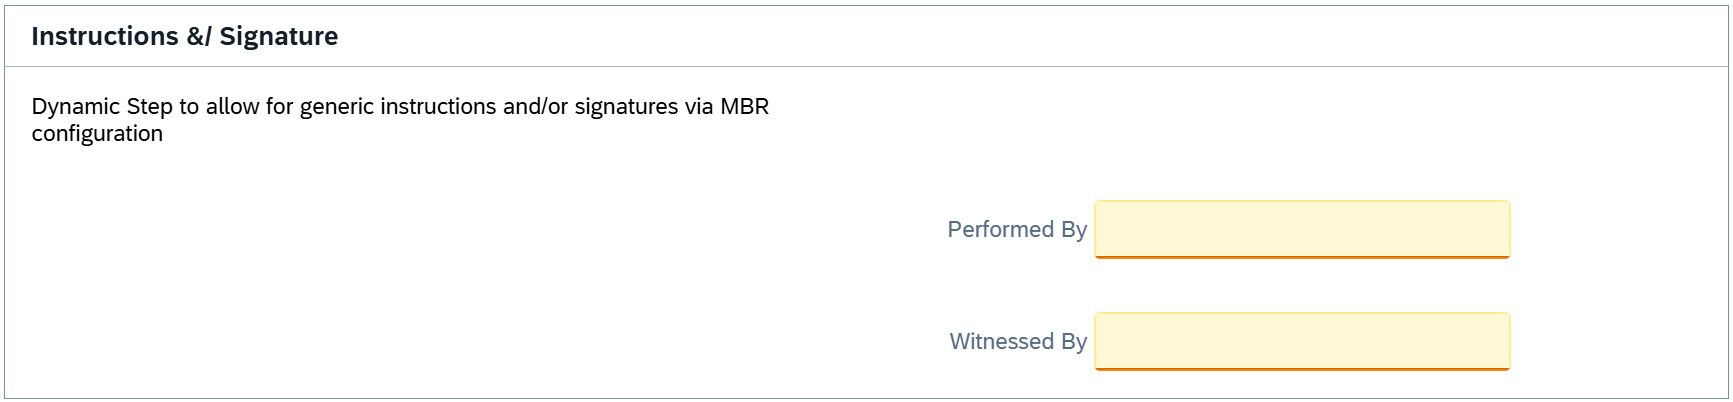 Instructions &/ Signature
Dynamic Step to allow for generic instructions and/or signatures via MBR
configuration
Performed By
Witnessed By